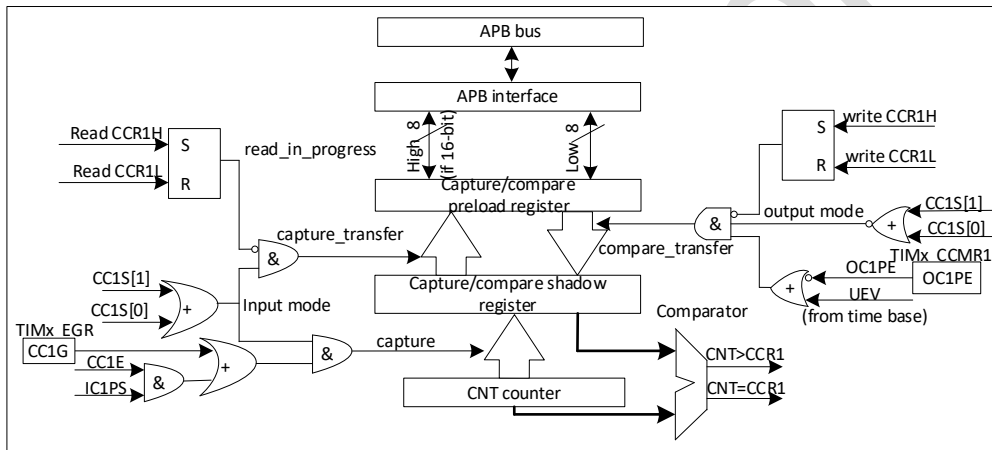 APB bus
APB interface
Read CCR1H
Read CCR1L
S
R
read_in_progress
High 8
(if 16-bit)
Low 8
S
R
write CCR1H
write CCR1L
Capture/compare
preload register
capture_transfer
&
&
output mode
compare_transfer
+
CC1S[1]
CC1S[0]
TIMx_CCMR1
OC1PE
OC1PE
UEV
(from time base)
+
Capture/compare shadow
register
CC1S[1]
CC1S[0]
+
Input mode
TIMx_EGR
CC1G
CC1E
IC1PS
&
+
&
capture
Comparator
CNT>CCR1
CNT=CCR1
CNT counter